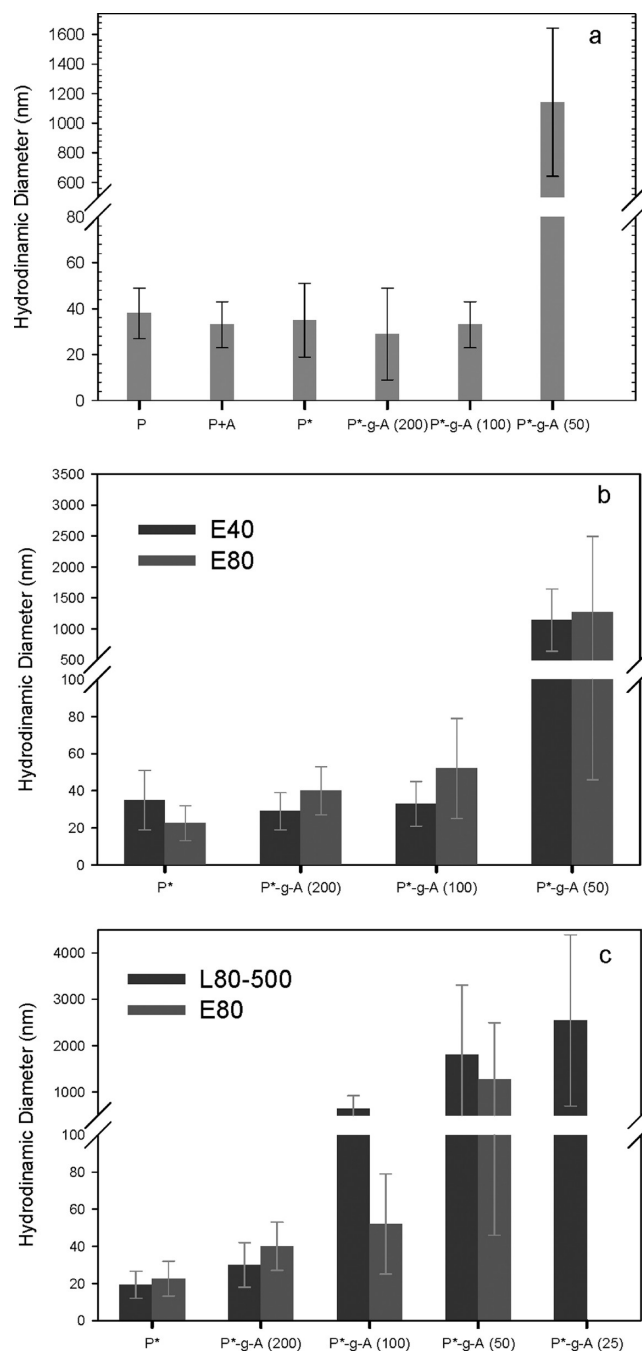 a
1600
1400
1200
1000
800
600
80
60
40
20
0
Hydrodinamic Diameter (nm)
P P+A P* P*-g-A (200) P*-g-A (100) P*-g-A (50)
b
E40
E80
3500
3000
2500
2000
1500
1000
500
100
80
60
40
20
0
Hydrodinamic Diameter (nm)
P* P*-g-A (200) P*-g-A (100) P*-g-A (50)
c
L80-500
E80
4000
3000
2000
1000
100
80
60
40
20
0
Hydrodinamic Diameter (nm)
P* P*-g-A (200) P*-g-A (100) P*-g-A (50) P*-g-A (25)